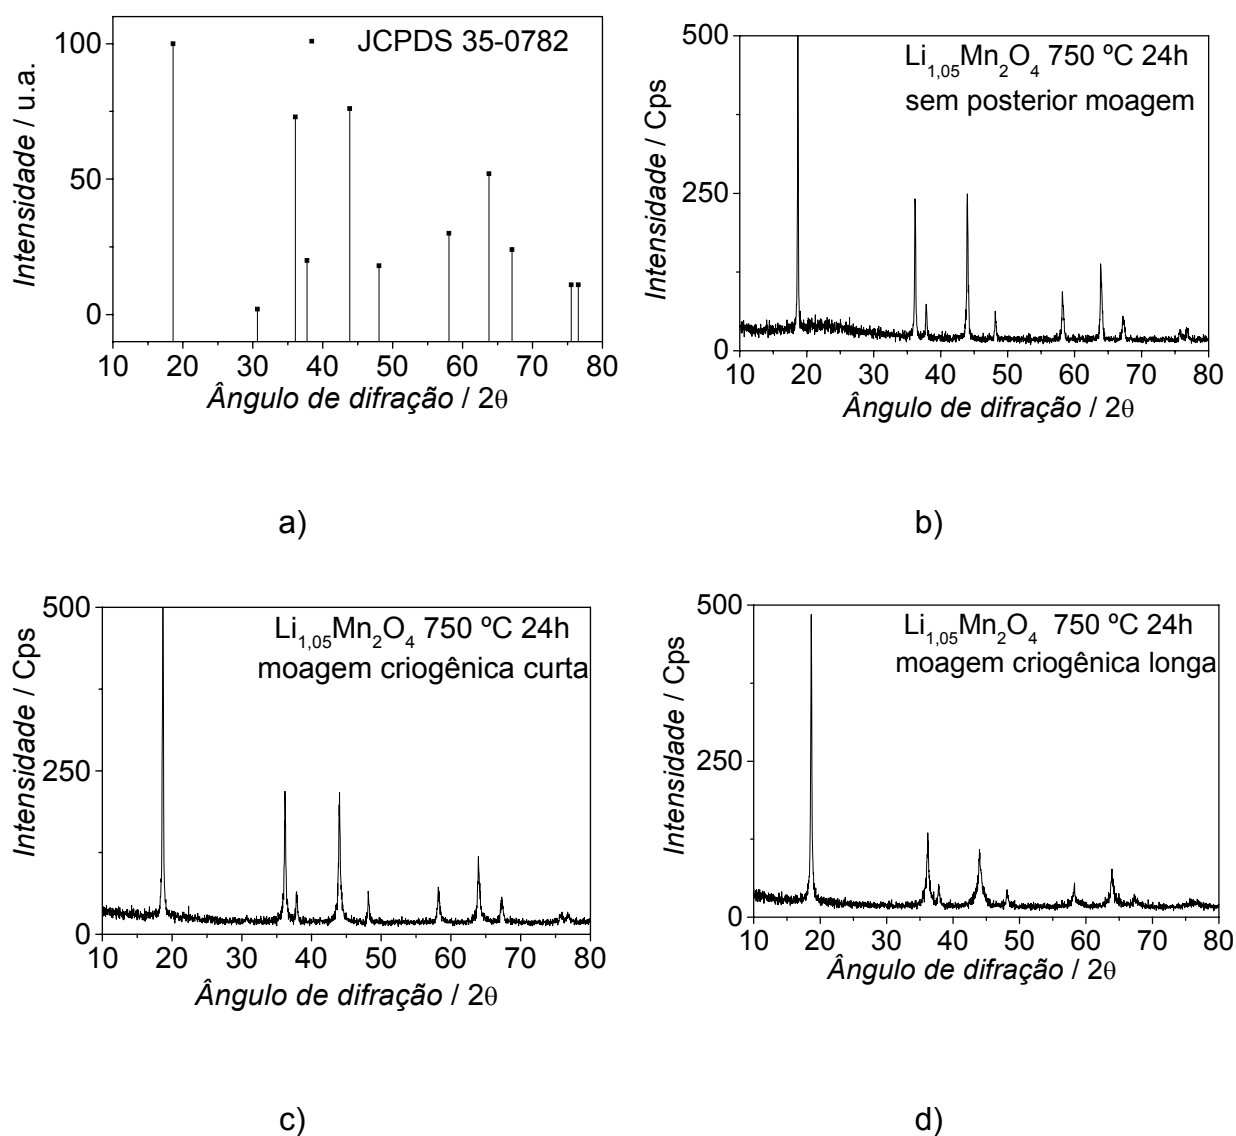 JCPDS 35-0782
Intensidade / u.a.
100
50
0
10 20 30 40 50 60 70 80
Ângulo de difração / 2θ
a)
Li1,05Mn2O4 750 ºC 24h
sem posterior moagem
Intensidade / Cps
500
250
0
10 20 30 40 50 60 70 80
Ângulo de difração / 2θ
b)
Li1,05Mn2O4 750 ºC 24h
moagem criogênica curta
Intensidade / Cps
500
250
0
10 20 30 40 50 60 70 80
Ângulo de difração / 2θ
c)
Li1,05Mn2O4 750 ºC 24h
moagem criogênica longa
Intensidade / Cps
500
250
0
10 20 30 40 50 60 70 80
Ângulo de difração / 2θ
d)